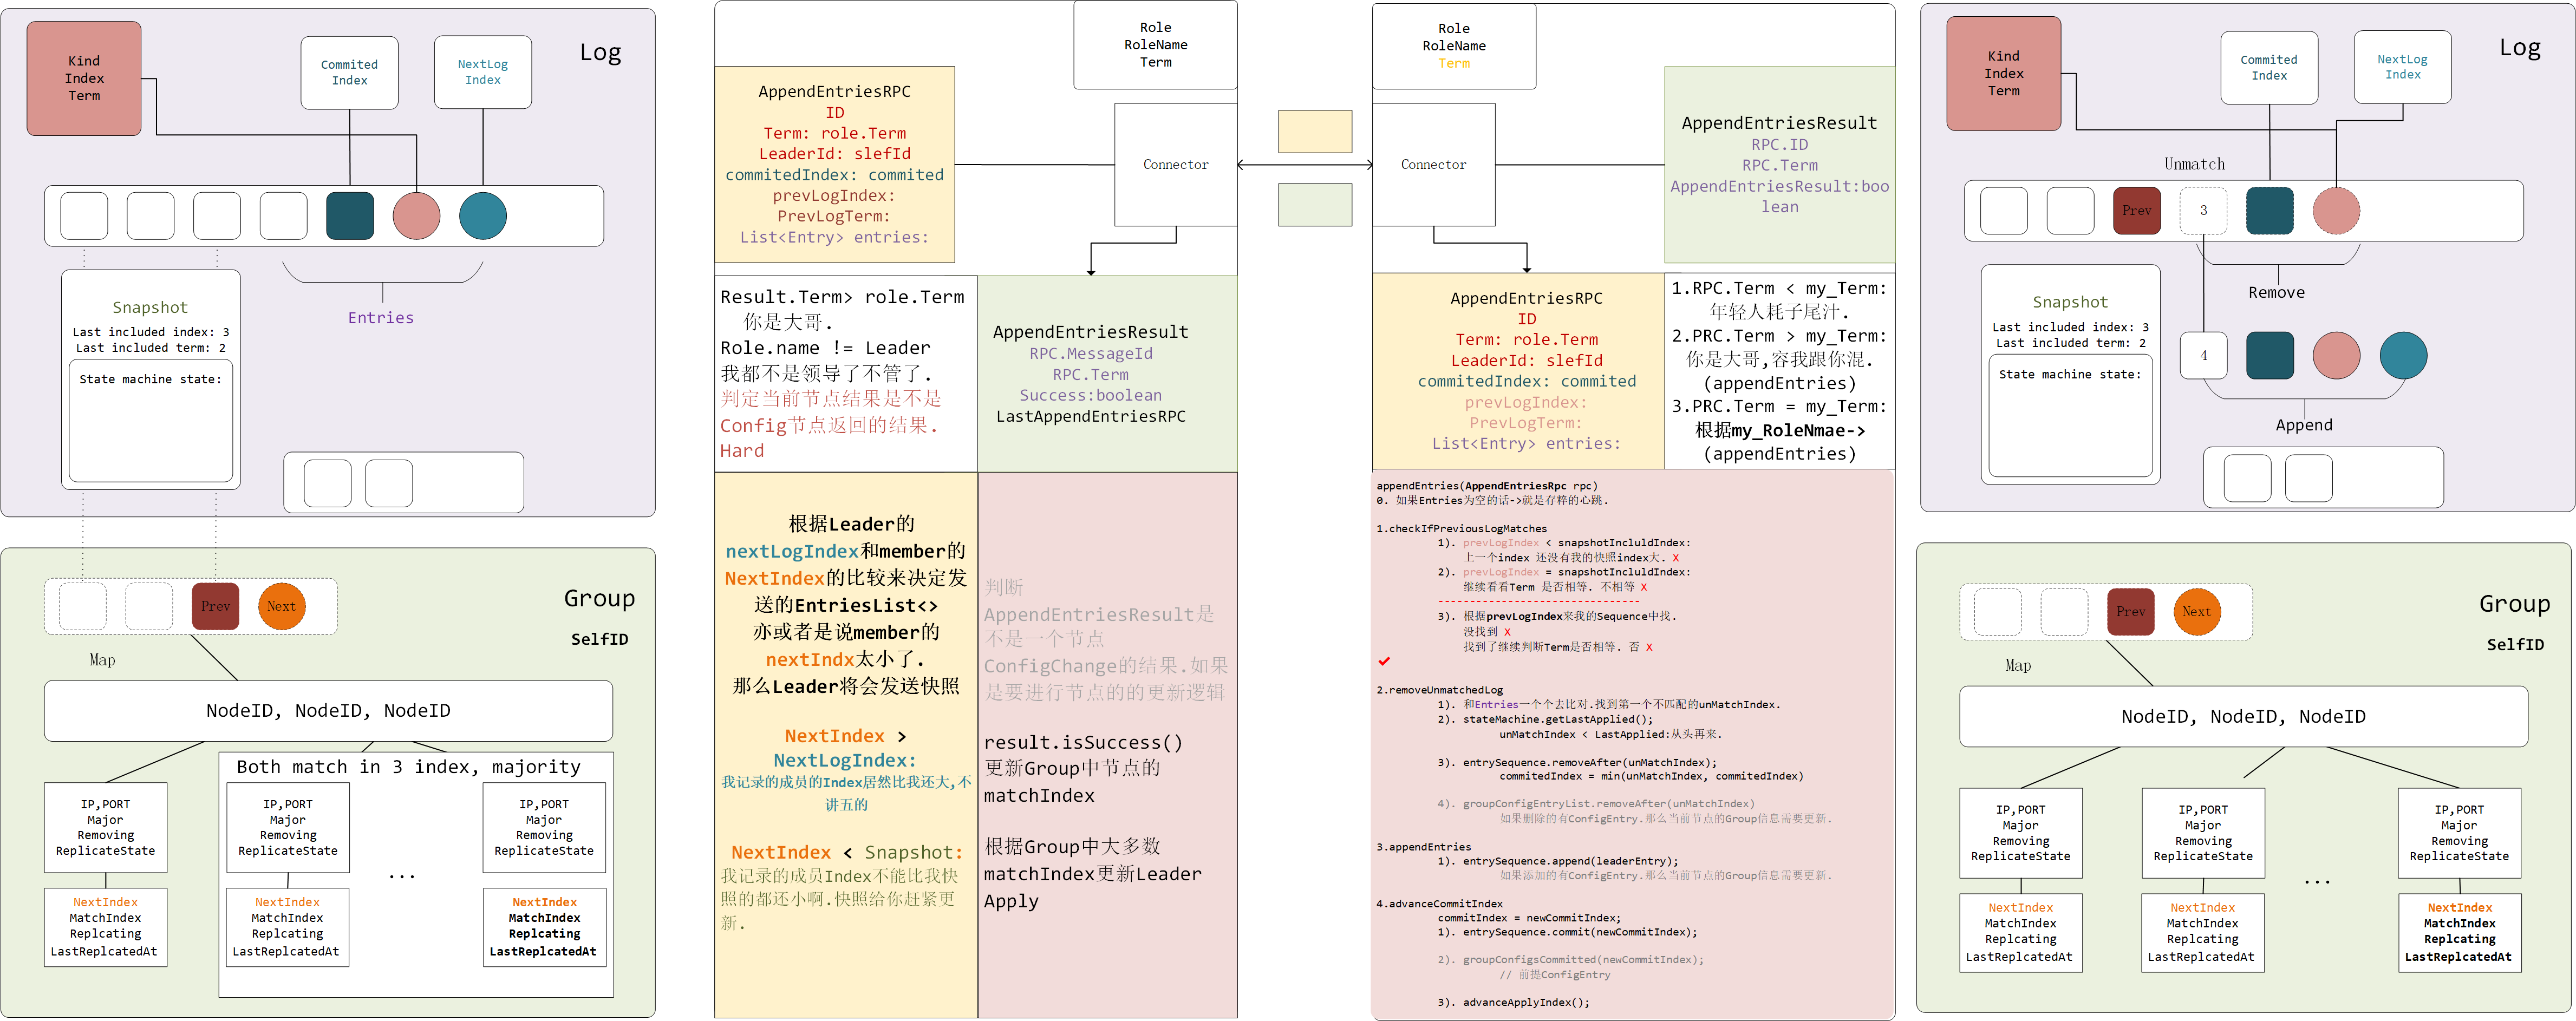 Log
Kind
Index
Term
Commited
Index
NextLog
Index
Snapshot
Last included index: 3
Last included term: 2
State machine state:
Entries
Group
SelfID
Prev
Next
Map
NodeID, NodeID, NodeID
Both match in 3 index, majority
IP,PORT
Major
Removing
ReplicateState
NextIndex
MatchIndex
Replcating
LastReplcatedAt
IP,PORT
Major
Removing
ReplicateState
NextIndex
MatchIndex
Replcating
LastReplcatedAt
...
IP,PORT
Major
Removing
ReplicateState
NextIndex
MatchIndex
Replcating
LastReplcatedAt
Role
RoleName
Term
AppendEntriesRPC
ID
Term: role.Term
LeaderId: slefId
commitedIndex: commited
prevLogIndex:
PrevLogTerm:
List<Entry> entries:
Connector
Result.Term> role.Term
你是大哥.
Role.name != Leader
我都不是领导了不管了.
判定当前节点结果是不是
Config节点返回的结果.
Hard
AppendEntriesResult
RPC.MessageId
RPC.Term
Success:boolean
LastAppendEntriesRPC
根据Leader的
nextLogIndex和member的
NextIndex的比较来决定发
送的EntriesList<>
亦或者是说member的
nextIndx太小了.
那么Leader将会发送快照
NextIndex >
NextLogIndex:
我记录的成员的Index居然比我还大,不
讲五的
NextIndex < Snapshot:
我记录的成员Index不能比我快
照的都还小啊.快照给你赶紧更
新.
判断
AppendEntriesResult是
不是一个节点
ConfigChange的结果.如果
是要进行节点的的更新逻辑
result.isSuccess()
更新Group中节点的
matchIndex
根据Group中大多数
matchIndex更新Leader
Apply
Role
RoleName
Term
Connector
AppendEntriesResult
RPC.ID
RPC.Term
AppendEntriesResult:boo
lean
AppendEntriesRPC
ID
Term: role.Term
LeaderId: slefId
commitedIndex: commited
prevLogIndex:
PrevLogTerm:
List<Entry> entries:
1.RPC.Term < my_Term:
年轻人耗子尾汁.
2.PRC.Term > my_Term:
你是大哥,容我跟你混.
(appendEntries)
3.PRC.Term = my_Term:
根据my_RoleNmae->
(appendEntries)
appendEntries(AppendEntriesRpc rpc)
0. 如果Entries为空的话->就是存粹的心跳.
1.checkIfPreviousLogMatches
1). prevLogIndex < snapshotIncluldIndex:
上一个index 还没有我的快照index大. X
2). prevLogIndex = snapshotIncluldIndex:
继续看看Term 是否相等. 不相等 X
--------------------------------
3). 根据prevLogIndex来我的Sequence中找.
没找到 X
找到了继续判断Term是否相等. 否 X
✓
2.removeUnmatchedLog
1). 和Entries一个个去比对.找到第一个不匹配的unMatchIndex.
2). stateMachine.getLastApplied();
unMatchIndex < LastApplied:从头再来.
3). entrySequence.removeAfter(unMatchIndex);
commitedIndex = min(unMatchIndex, commitedIndex)
4). groupConfigEntryList.removeAfter(unMatchIndex)
如果删除的有ConfigEntry.那么当前节点的Group信息需要更新.
3.appendEntries
1). entrySequence.append(leaderEntry);
如果添加的有ConfigEntry.那么当前节点的Group信息需要更新.
4.advanceCommitIndex
commitIndex = newCommitIndex;
1). entrySequence.commit(newCommitIndex);
2). groupConfigsCommitted(newCommitIndex);
// 前提ConfigEntry
3). advanceApplyIndex();
Log
Kind
Index
Term
Commited
Index
NextLog
Index
Unmatch
Prev
3
Snapshot
Last included index: 3
Last included term: 2
State machine state:
Remove
4
Append
Group
SelfID
Prev
Next
Map
NodeID, NodeID, NodeID
IP,PORT
Major
Removing
ReplicateState
NextIndex
MatchIndex
Replcating
LastReplcatedAt
IP,PORT
Major
Removing
ReplicateState
NextIndex
MatchIndex
Replcating
LastReplcatedAt
...
IP,PORT
Major
Removing
ReplicateState
NextIndex
MatchIndex
Replcating
LastReplcatedAt